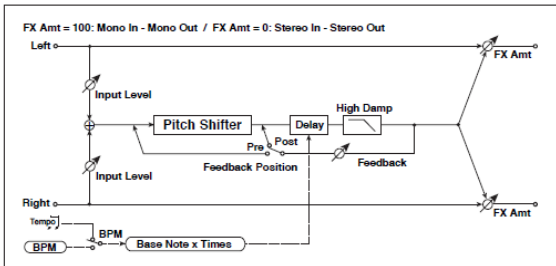 FX Amt = 100: Mono In - Mono Out / FX Amt = 0: Stereo In - Stereo Out
Left
FX Amt
Input Level
High Damp
Pitch Shifter
Delay
Post
Pre
Feedback
Feedback Position
Input Level
Right
FX Amt
Tempo
BPM
BPM
Base Note x Times